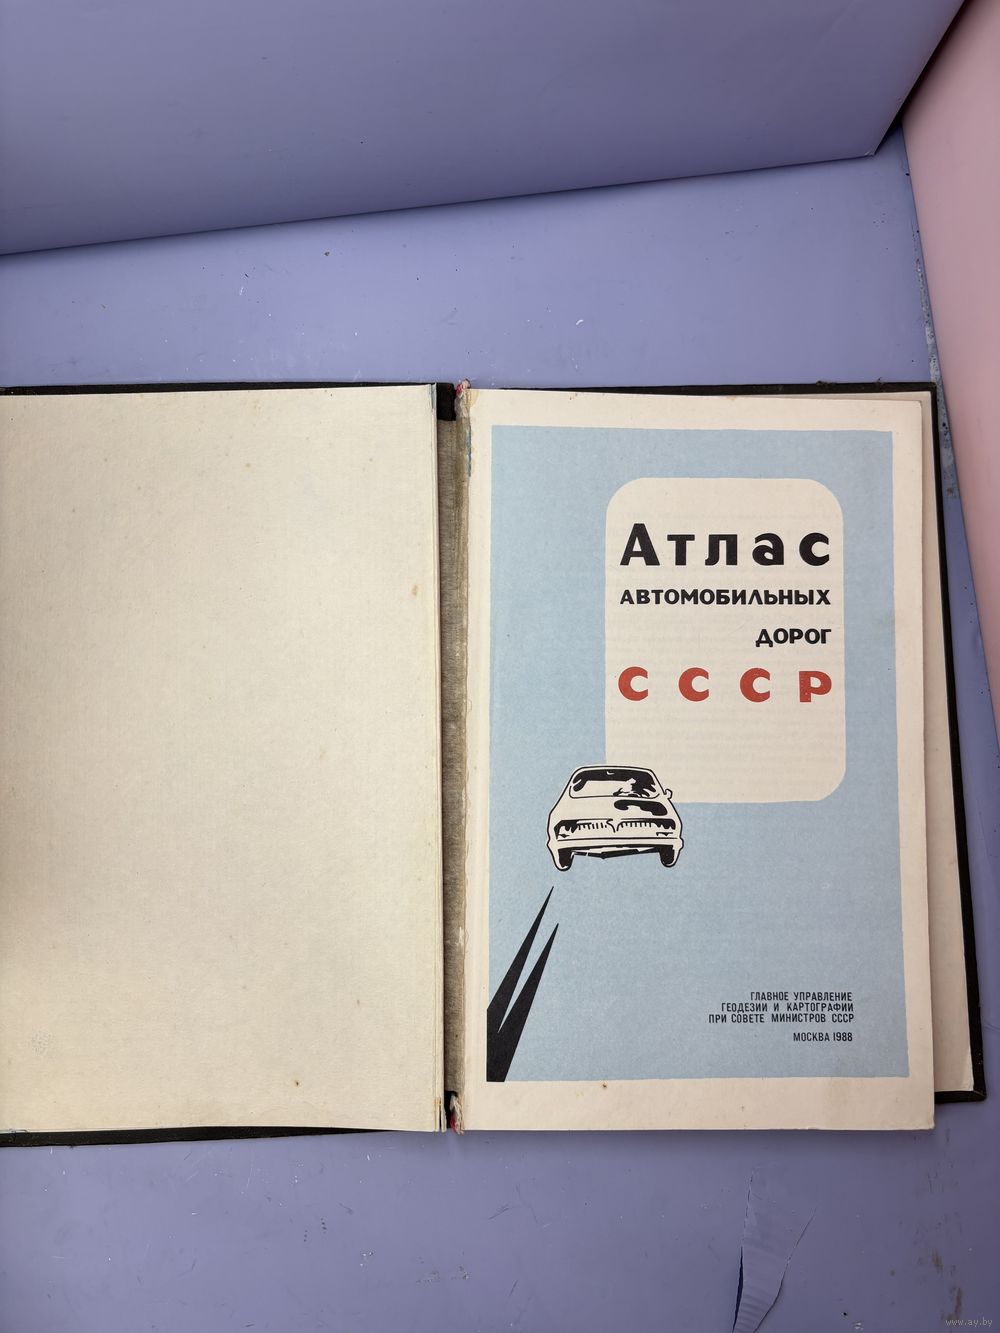 Атлас
АВТОМОБИЛЬНЫХ
ДОРОГ
СССР
ГЛАВНОЕ УПРАВЛЕНИЕ
ГЕОДЕЗИИ И КАРТОГРАФИИ
ПРИ СОВЕТЕ МИНИСТРОВ СССР
МОСКВА 1988
www.ay.by